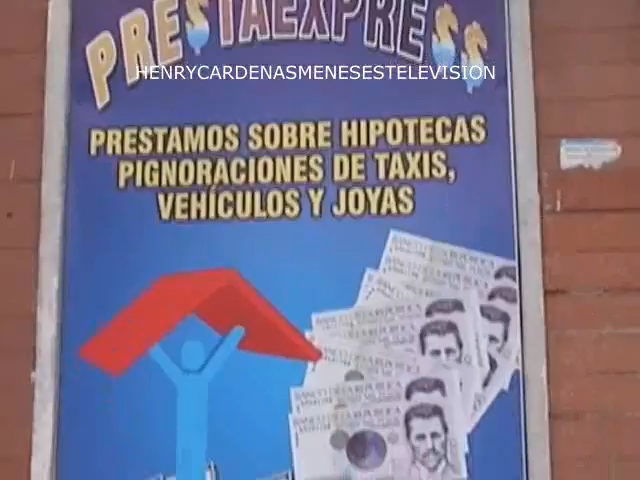 PRESTAEXPRESS
HENRYCARDENASMENESESTELEVISION
PRESTAMOS SOBRE HIPOTECAS
PIGNORACIONES DE TAXIS,
VEHÍCULOS Y JOYAS